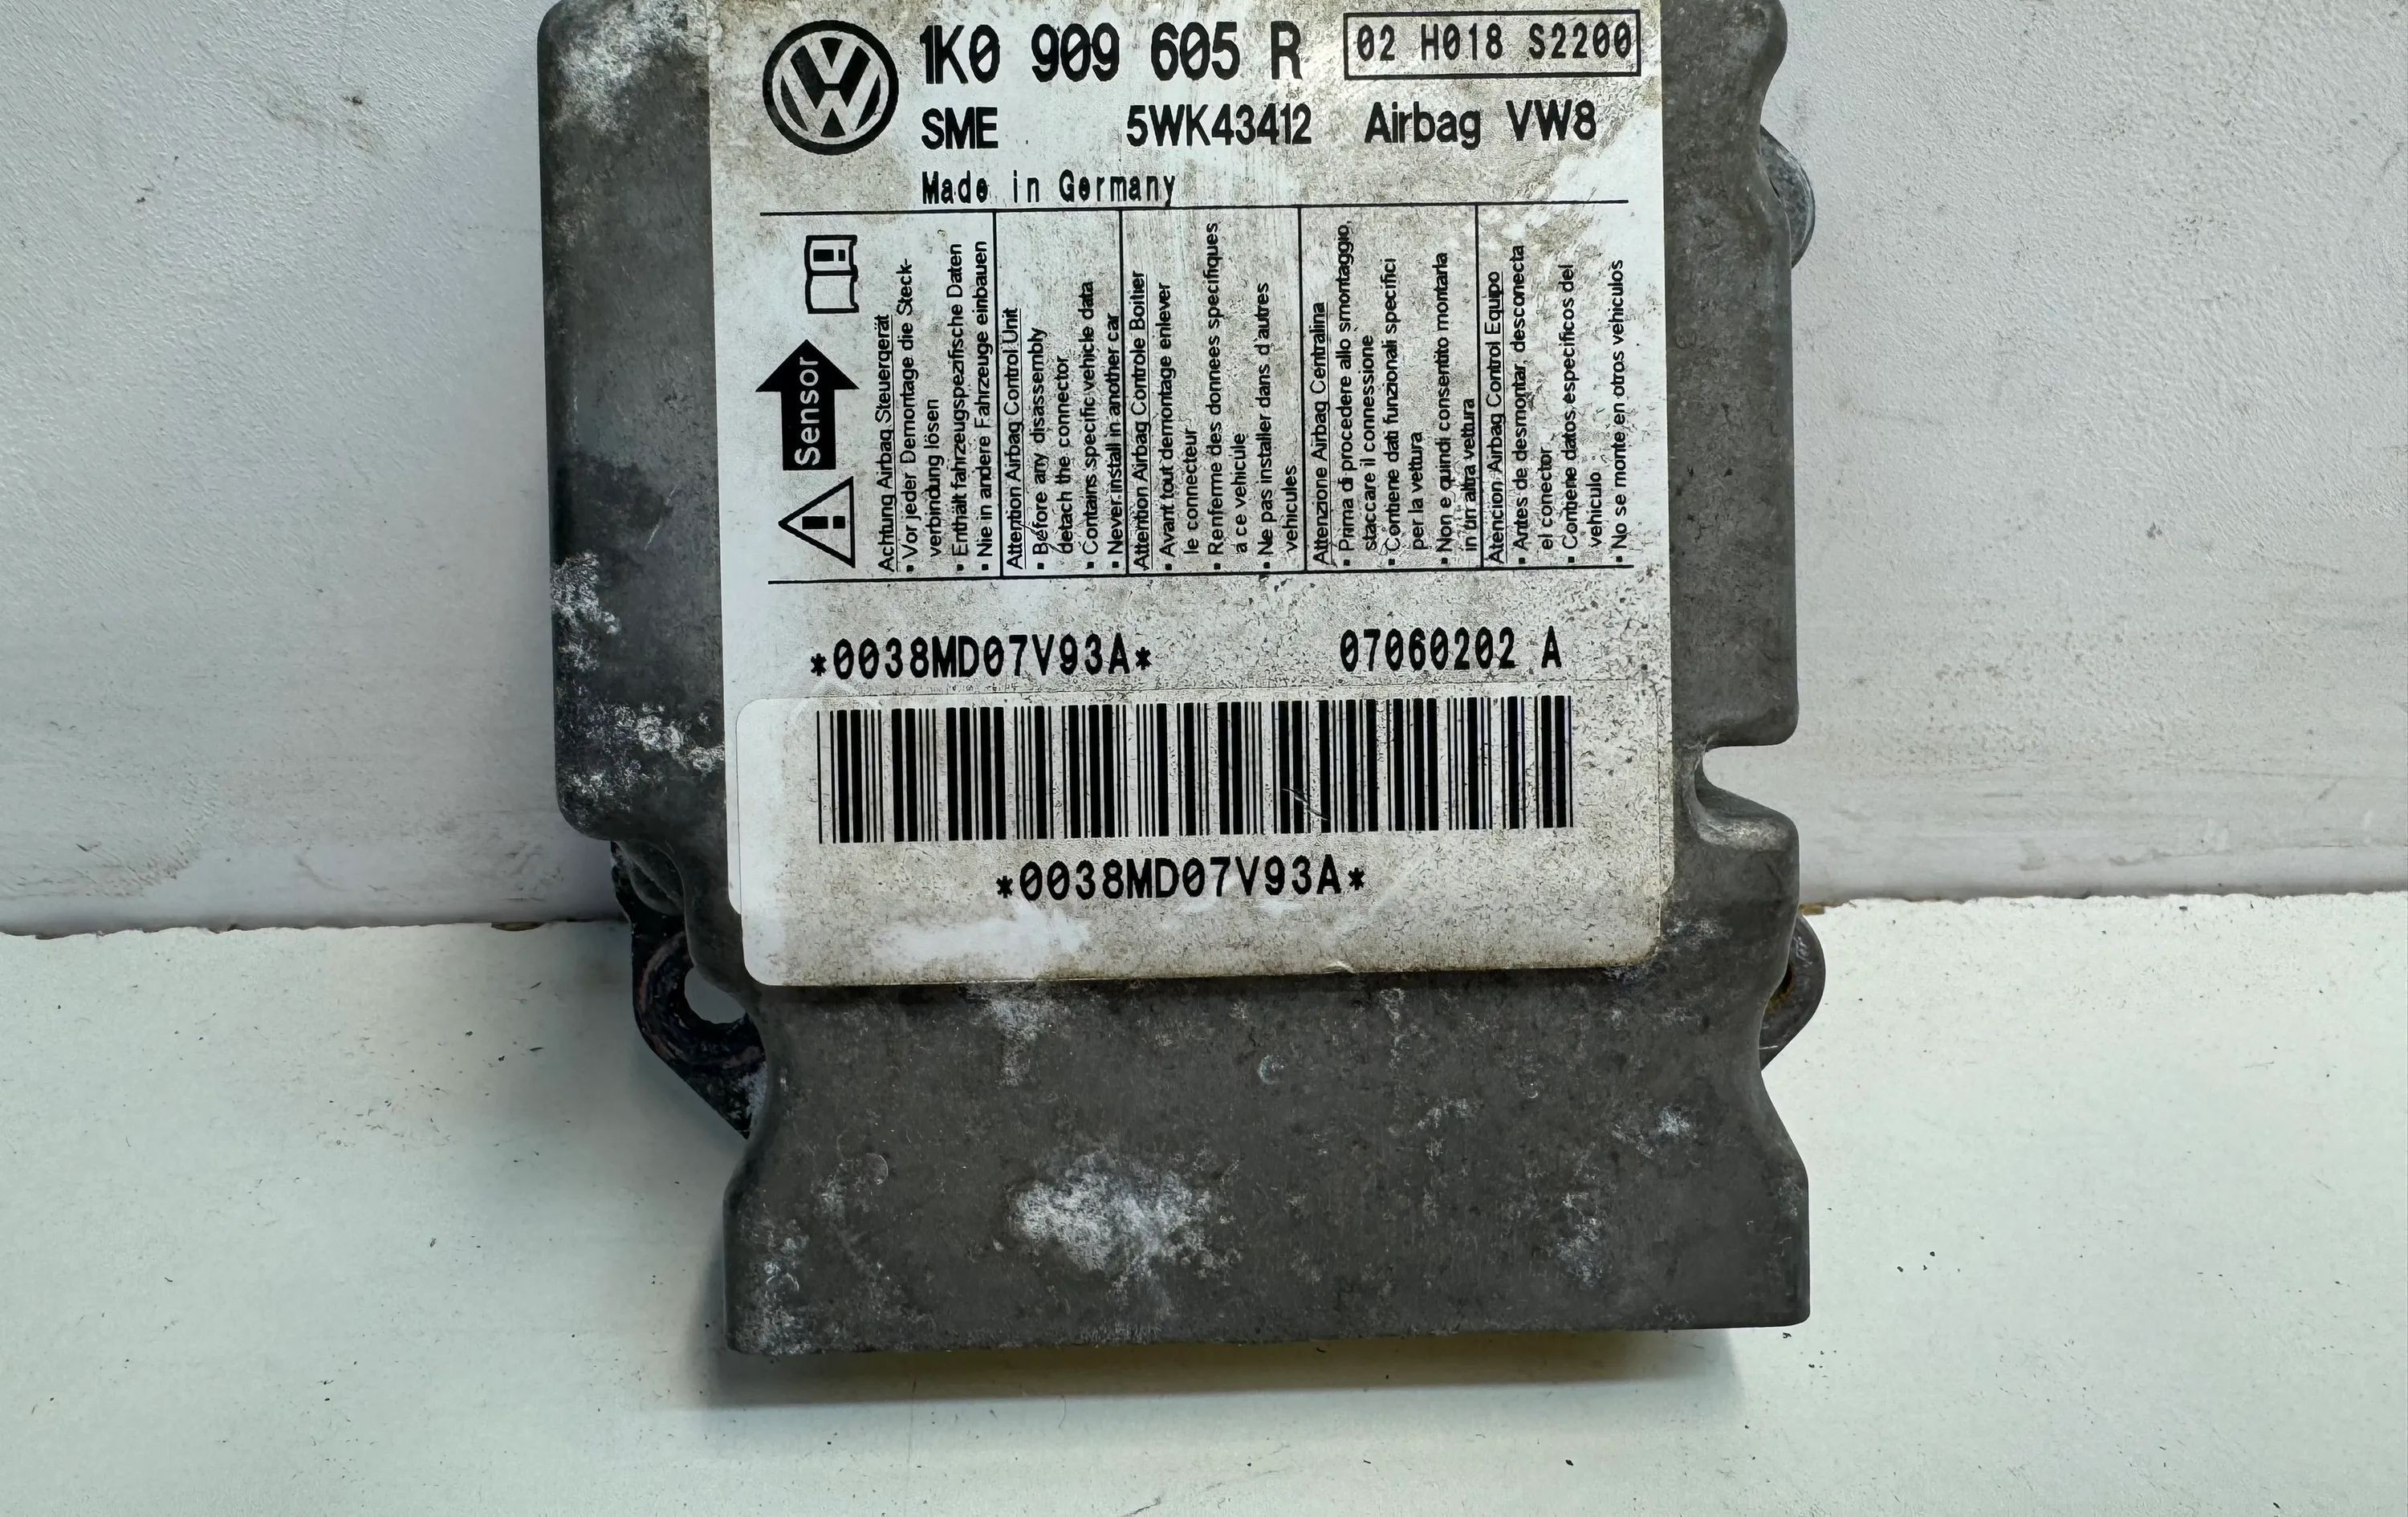 1K0 909 605 R 02 H018 S2200
SME 5WK43412 Airbag VW8
Made in Germany
Sensor
Achtung Airbag Steuergerät
• Vor jeder Demontage die Steck-
verbindung lösen
• Enthält fahrzeugspezifische Daten
• Nie in andere Fahrzeuge einbauen
Attention Airbag Control Unit
• Before any disassembly
detach the connector
• Contains specific vehicle data
• Never install in another car
Attention Airbag Controle Boitier
• Avant tout demontage enlever
le connecteur
• Renferme des donnees specifiques
a ce vehicule
• Ne pas installer dans d'autres
vehicules
Attenzione Airbag Centralina
• Prima di procedere allo smontaggio,
staccare il connessione
• Contiene dati funzionali specifici
per la vettura
• Non e quindi consentito montarla
in un altra vettura
Atencion Airbag Control Equipo
• Antes de desmontar, desconecta
el conector
• Contiene datos especificos del
vehiculo
• No se monte en otros vehiculos
*0038MD07V93A* 07060202 A
*0038MD07V93A*